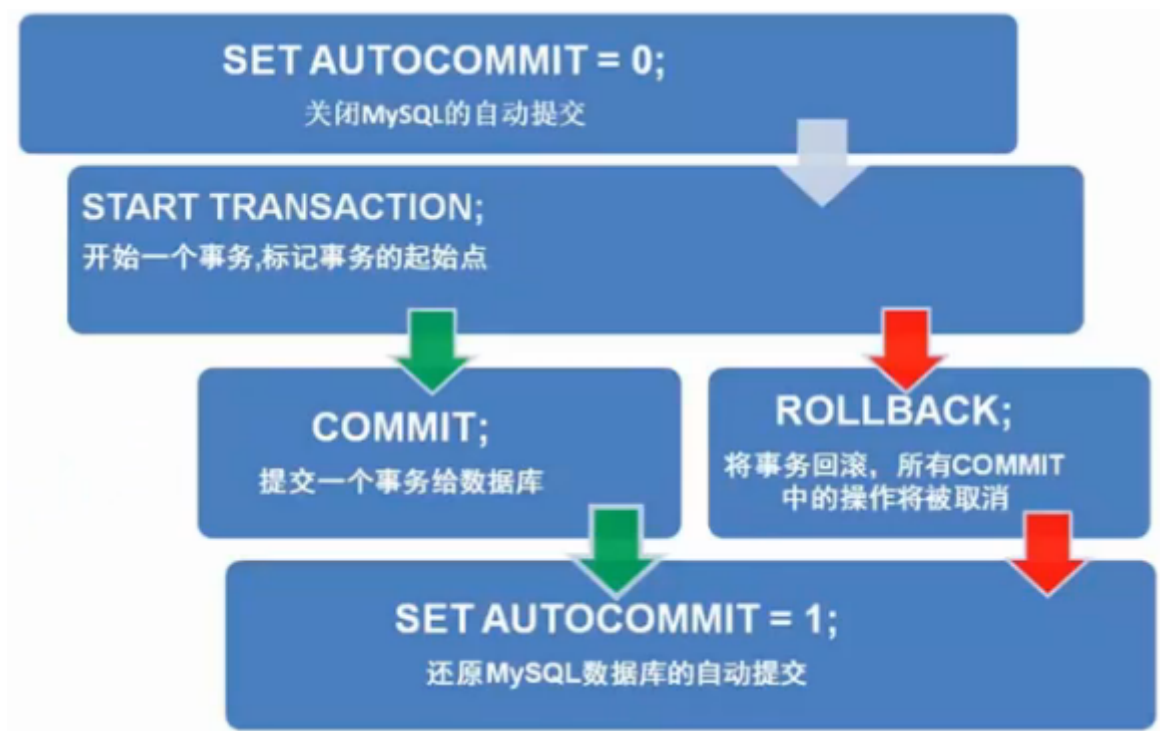 SET AUTOCOMMIT = 0;
关闭MySQL的自动提交
START TRANSACTION;
开始一个事务,标记事务的起始点
COMMIT;
提交一个事务给数据库
ROLLBACK;
将事务回滚，所有COMMIT
中的操作将被取消
SET AUTOCOMMIT = 1;
还原MySQL数据库的自动提交